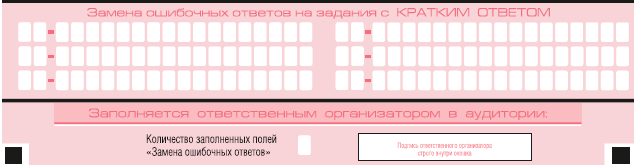 Замена ошибочных ответов на задания с КРАТКИМ ОТВЕТОМ
Заполняется ответственным организатором в аудитории:
Количество заполненных полей
«Замена ошибочных ответов»
Подпись ответственного организатора
строго внутри окошка